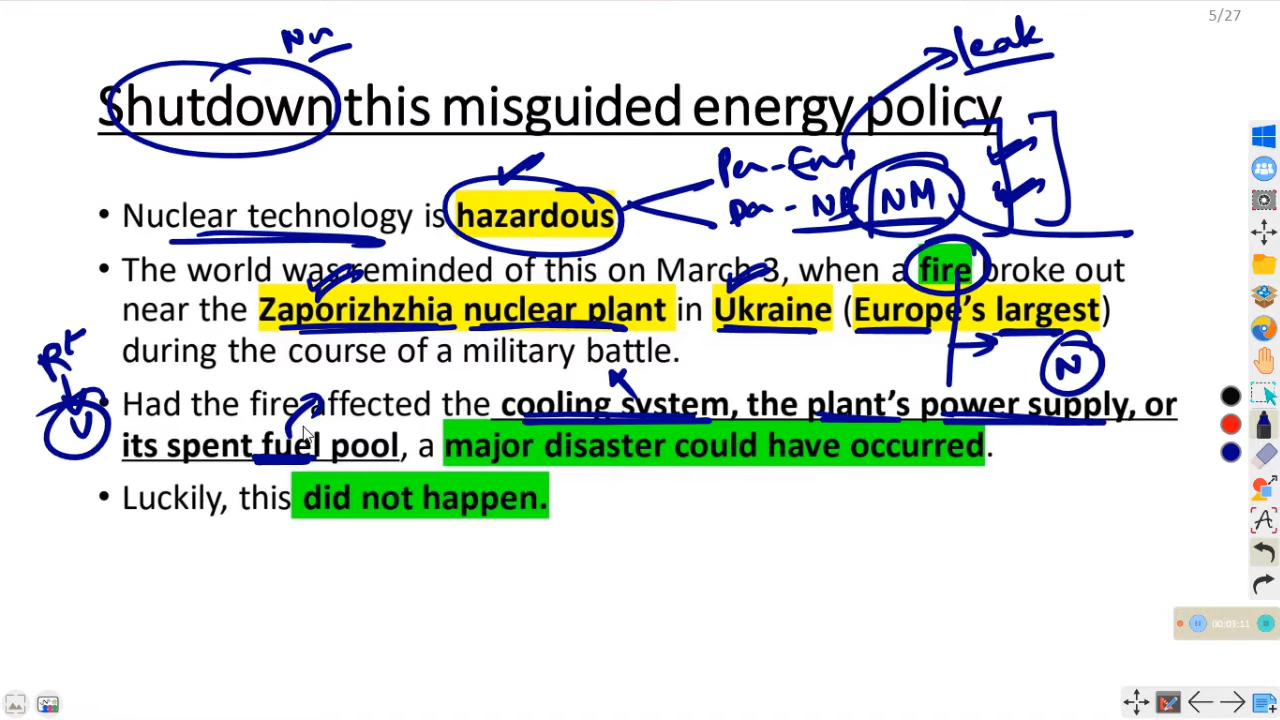 5/27
leak
Shutdown this misguided energy policy
• Nuclear technology is hazardous
NM
• The world was reminded of this on March 3, when a fire broke out
near the Zaporizhzhia nuclear plant in Ukraine (Europe's largest)
during the course of a military battle.
N
• Had the fire affected the cooling system, the plant's power supply, or
its spent fuel pool, a major disaster could have occurred.
U
• Luckily, this did not happen.
00:03:11